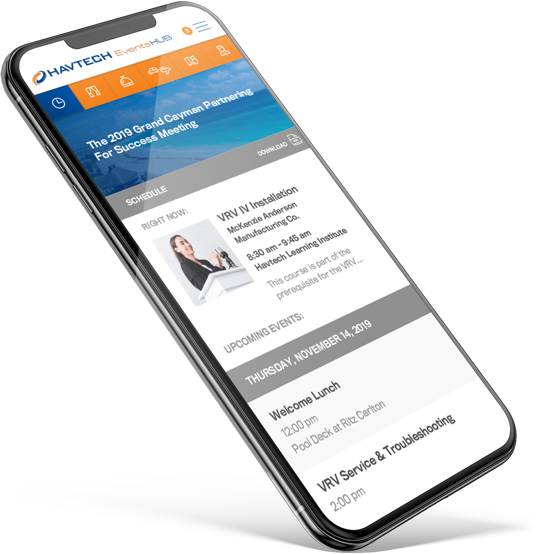 HAVTECH EventsHUB
The 2019 Grand Cayman Partnering
For Success Meeting
SCHEDULE
DOWNLOAD
RIGHT NOW:
VRV IV Installation
McKenzie Anderson
Manufacturing Co.
8:30 am - 9:45 am
Havtech Learning Institute
This course is part of the
prerequisite for the VRV...
UPCOMING EVENTS:
THURSDAY, NOVEMBER 14, 2019
Welcome Lunch
12:00 pm
Pool Deck at Ritz Carlton
VRV Service & Troubleshooting
2:00 pm